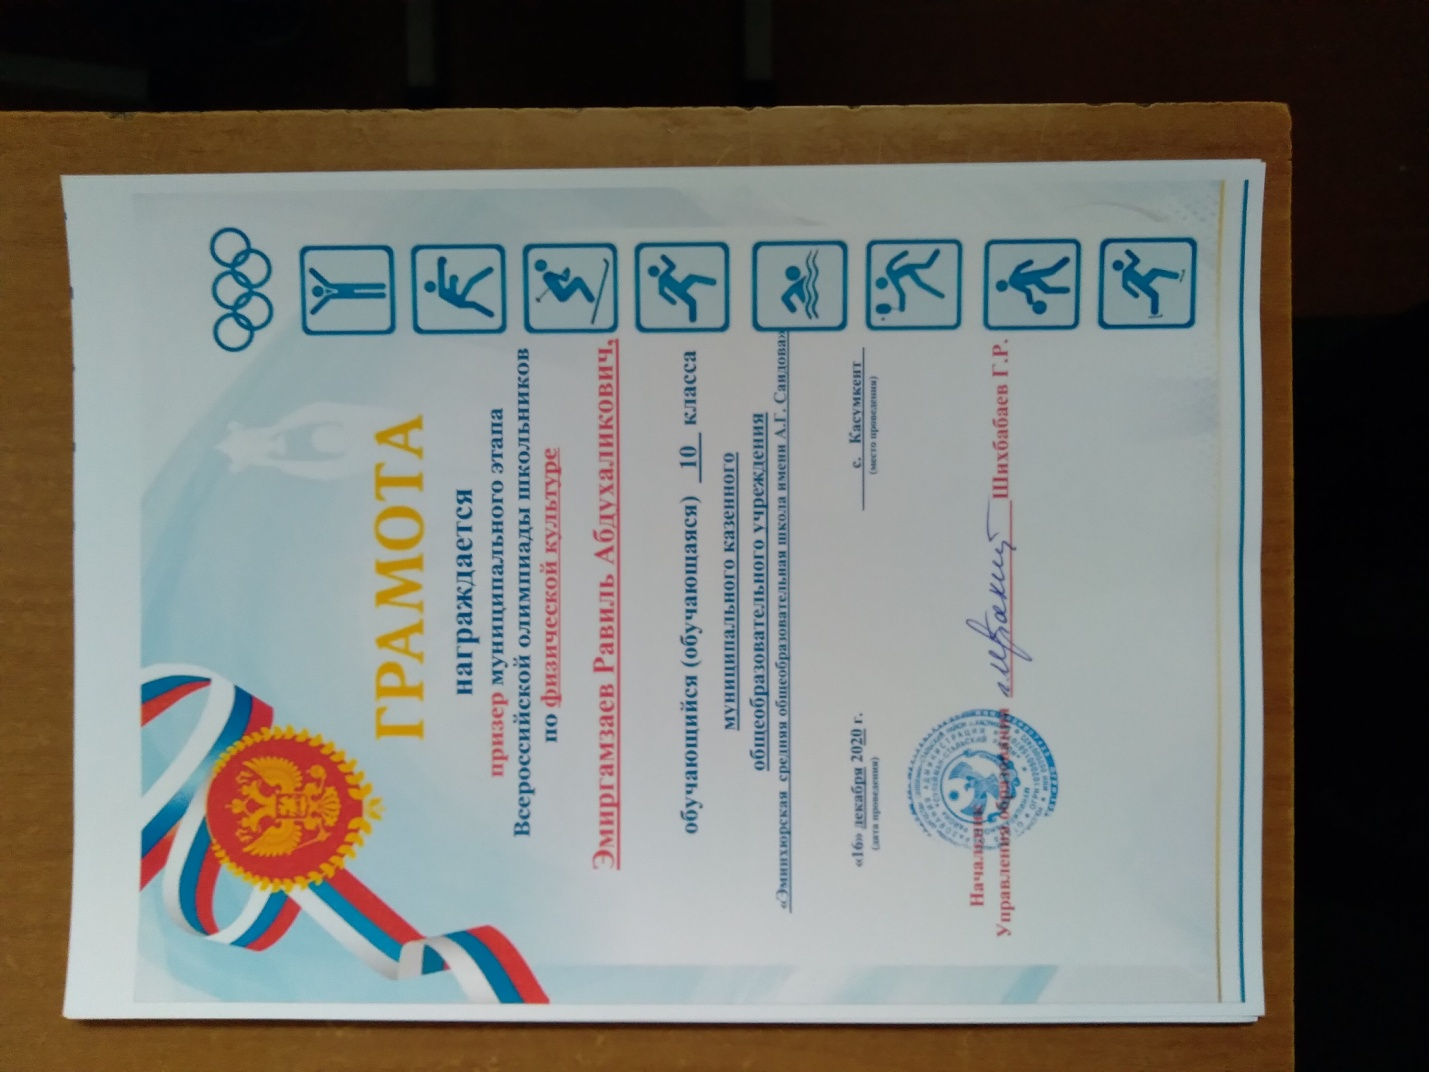 ГРАМОТА
награждается
призер муниципального этапа
Всероссийской олимпиады школьников
по физической культуре
Эмиргамзаев Равиль Абдухаликович,
обучающийся (обучающаяся) 10 класса
муниципального казенного
общеобразовательного учреждения
«Эминхюрская средняя общеобразовательная школа имени А.Г. Саидова»
«16» декабря 2020 г. с. Касумкент
(дата проведения) (место проведения)
Начальник
Управления образования Шихбабаев Г.Р.